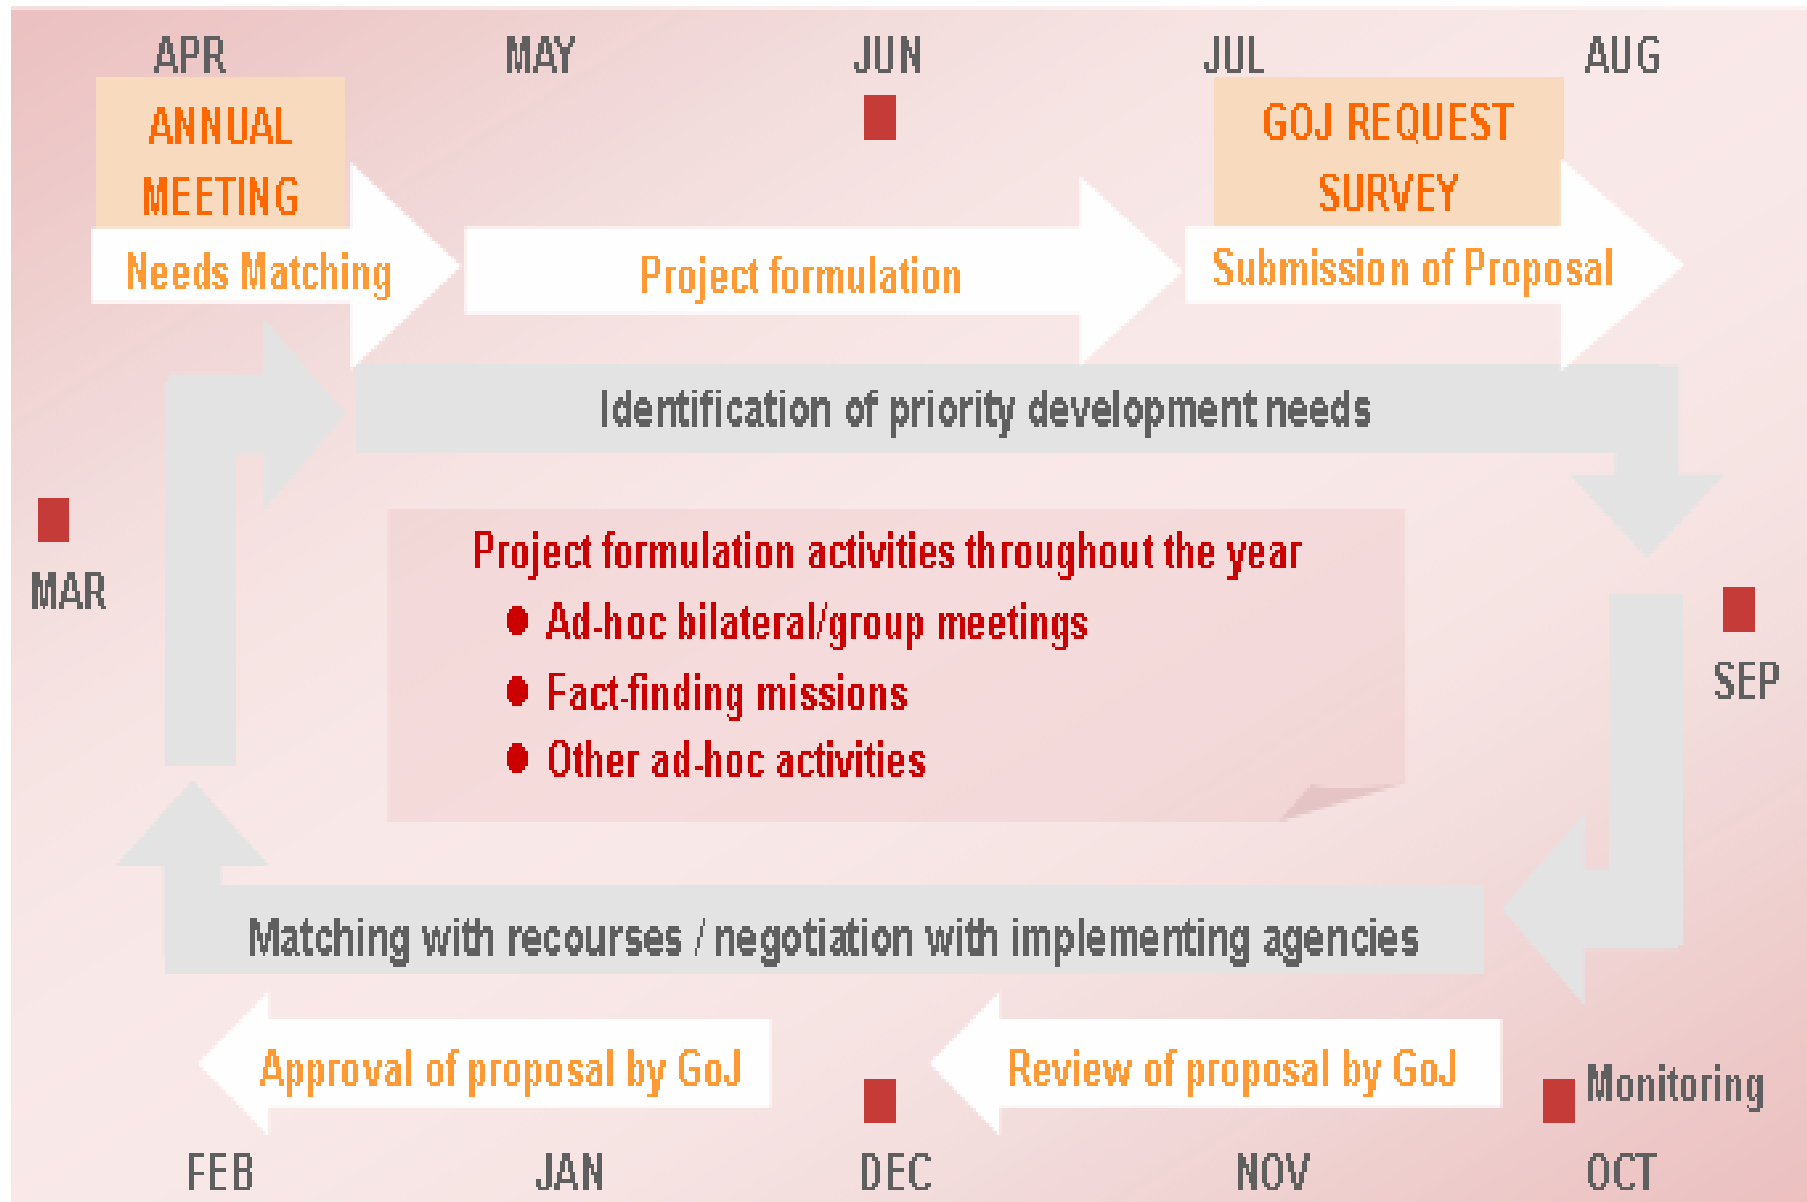 APR MAY JUN JUL AUG
ANNUAL
MEETING
GOJ REQUEST
SURVEY
Needs Matching
Project formulation
Submission of Proposal
Identification of priority development needs
Project formulation activities throughout the year
● Ad-hoc bilateral/group meetings
● Fact-finding missions
● Other ad-hoc activities
MAR
SEP
Matching with recourses / negotiation with implementing agencies
Approval of proposal by GoJ
Review of proposal by GoJ
Monitoring
FEB JAN DEC NOV OCT